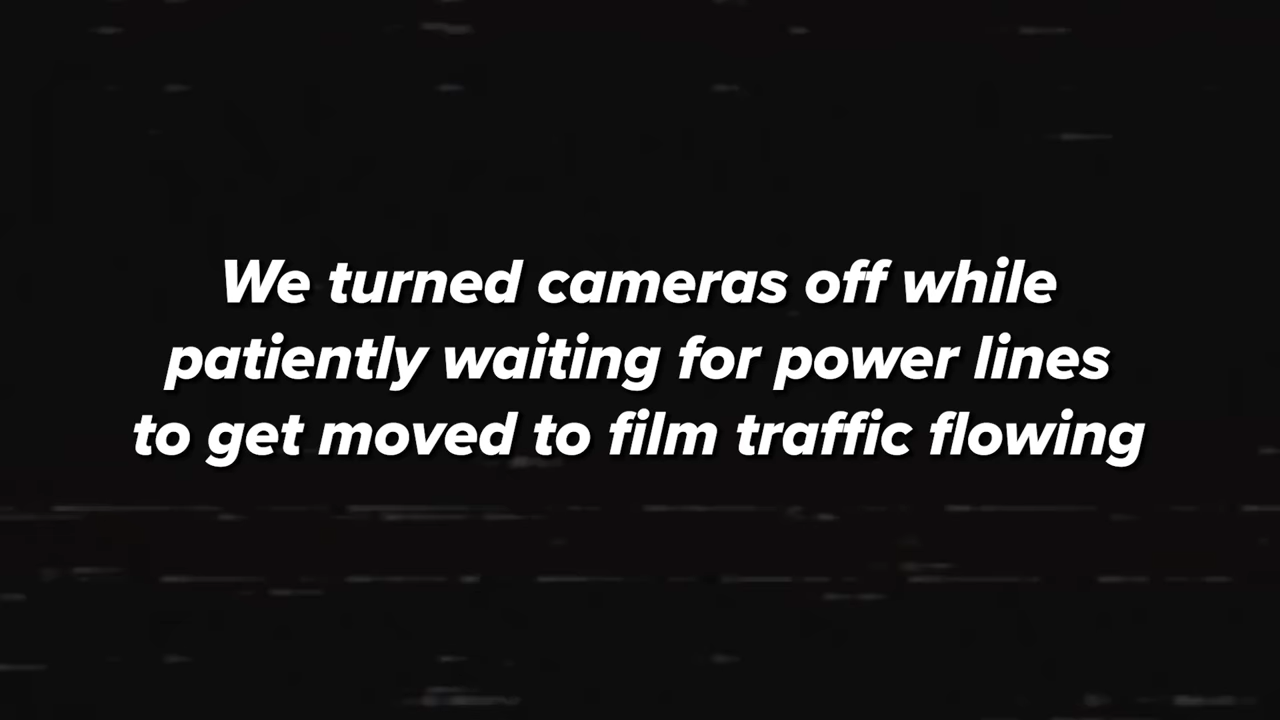 We turned cameras off while
patiently waiting for power lines
to get moved to film traffic flowing